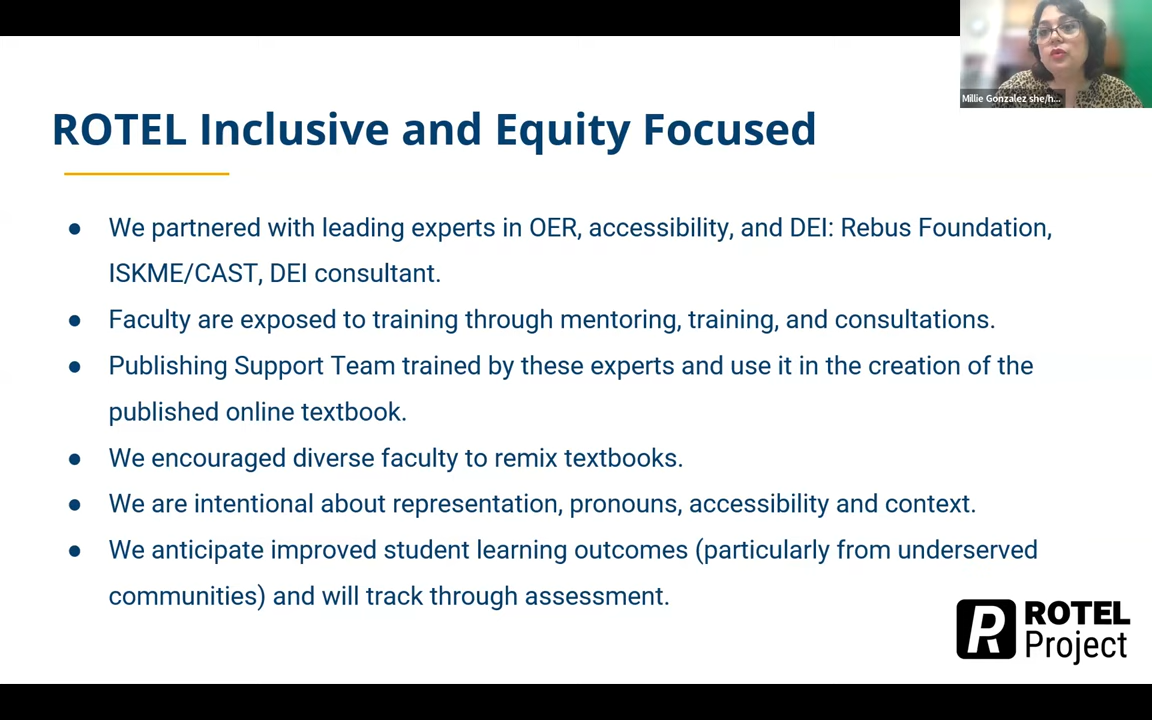 Millie Gonzalez she/h...
ROTEL Inclusive and Equity Focused
● We partnered with leading experts in OER, accessibility, and DEI: Rebus Foundation,
ISKME/CAST, DEI consultant.
● Faculty are exposed to training through mentoring, training, and consultations.
● Publishing Support Team trained by these experts and use it in the creation of the
published online textbook.
● We encouraged diverse faculty to remix textbooks.
● We are intentional about representation, pronouns, accessibility and context.
● We anticipate improved student learning outcomes (particularly from underserved
communities) and will track through assessment.
R ROTEL
Project